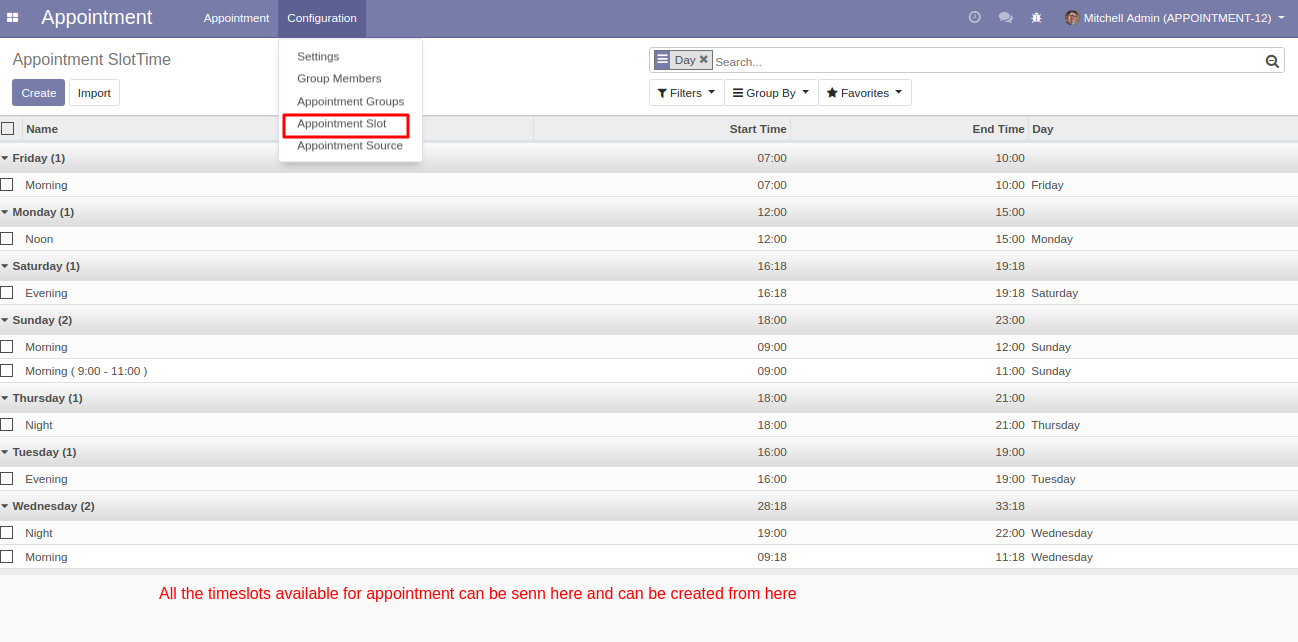 Appointment Appointment Configuration Mitchell Admin (APPOINTMENT-12)
Appointment SlotTime
Day Search...
Create Import
Filters Group By Favorites
Settings
Group Members
Appointment Groups
Appointment Slot
Appointment Source
Name Start Time End Time Day
Friday (1) 07:00 10:00
Morning 07:00 10:00 Friday
Monday (1) 12:00 15:00
Noon 12:00 15:00 Monday
Saturday (1) 16:18 19:18
Evening 16:18 19:18 Saturday
Sunday (2) 18:00 23:00
Morning 09:00 12:00 Sunday
Morning ( 9:00 - 11:00 ) 09:00 11:00 Sunday
Thursday (1) 18:00 21:00
Night 18:00 21:00 Thursday
Tuesday (1) 16:00 19:00
Evening 16:00 19:00 Tuesday
Wednesday (2) 28:18 33:18
Night 19:00 22:00 Wednesday
Morning 09:18 11:18 Wednesday
All the timeslots available for appointment can be senn here and can be created from here